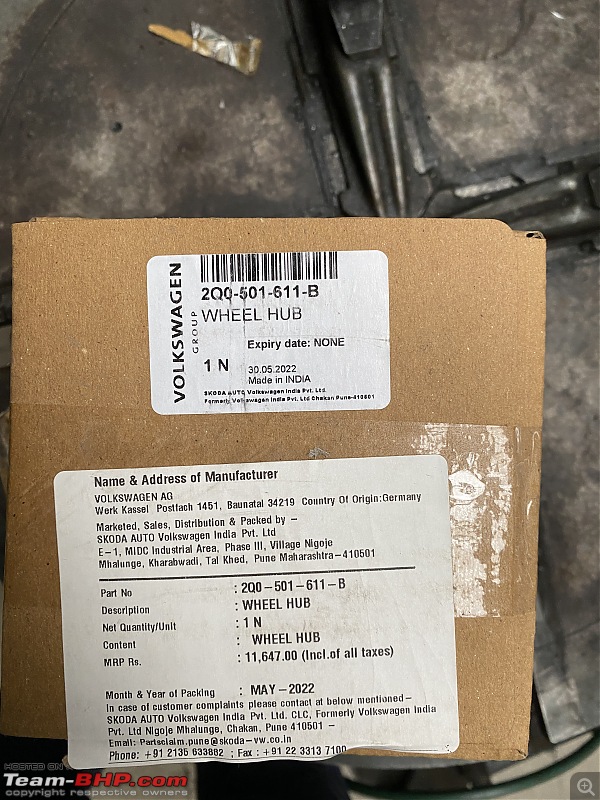 VOLKSWAGEN
GROUP
2Q0-501-611-B
WHEEL HUB
Expiry date: NONE
1 N
30.05.2022
Made in INDIA
SKODA AUTO Volkswagen India Pvt. Ltd.
Formerly Volkswagen India Pvt. Ltd Chakan Pune-410501
Name & Address of Manufacturer
VOLKSWAGEN AG
Werk Kassel Postfach 1451, Baunatal 34219 Country Of Origin:Germany
Marketed, Sales, Distribution & Packed by –
SKODA AUTO Volkswagen India Pvt. Ltd
E–1, MIDC Industrial Area, Phase III, Village Nigoje
Mhalunge, Kharabwadi, Tal Khed, Pune Maharashtra–410501
Part No : 2Q0–501–611–B
Description : WHEEL HUB
Net Quantity/Unit : 1 N
Content : WHEEL HUB
MRP Rs. : 11,647.00 (Incl.of all taxes)
Month & Year of Packing : MAY–2022
In case of customer complaints please contact at below mentioned–
SKODA AUTO Volkswagen India Pvt. Ltd. CLC, Formerly Volkswagen India
Pvt. Ltd Nigoje Mhalunge, Chakan, Pune 410501 –
Email: Partsclaim.pune@skoda–vw.co.in
Phone: +91 2135 633882 ; Fax : +91 22 3313 7100
HOSTED ON
Team-BHP.com
copyright respective owners